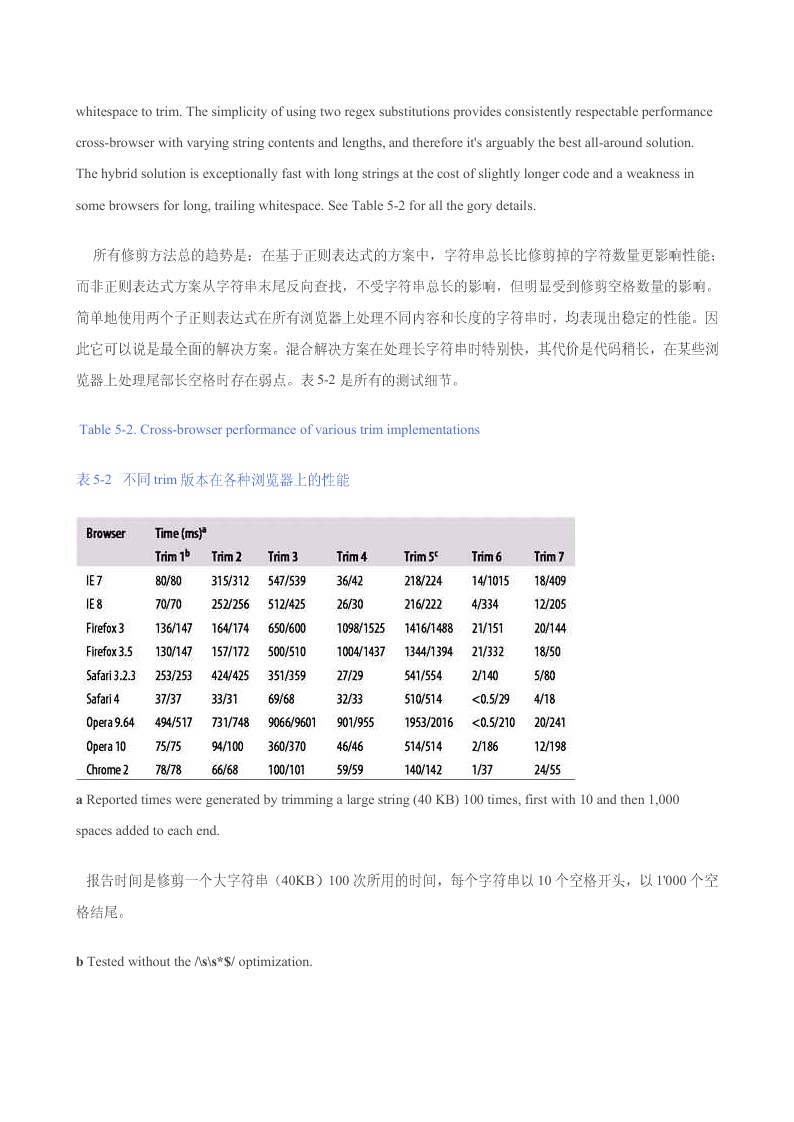 whitespace to trim. The simplicity of using two regex substitutions provides consistently respectable performance
cross-browser with varying string contents and lengths, and therefore it's arguably the best all-around solution.
The hybrid solution is exceptionally fast with long strings at the cost of slightly longer code and a weakness in
some browsers for long, trailing whitespace. See Table 5-2 for all the gory details.
所有修剪方法总的趋势是：在基于正则表达式的方案中，字符串总长比修剪掉的字符数量更影响性能；
而非正则表达式方案从字符串末尾反向查找，不受字符串总长的影响，但明显受到修剪空格数量的影响。
简单地使用两个子正则表达式在所有浏览器上处理不同内容和长度的字符串时，均表现出稳定的性能。因
此它可以说是最全面的解决方案。混合解决方案在处理长字符串时特别快，其代价是代码稍长，在某些浏
览器上处理尾部长空格时存在弱点。表 5-2 是所有的测试细节。
Table 5-2. Cross-browser performance of various trim implementations
表 5-2 不同 trim 版本在各种浏览器上的性能
Browser Time (ms)a
Trim 1b Trim 2 Trim 3 Trim 4 Trim 5c Trim 6 Trim 7
IE 7 80/80 315/312 547/539 36/42 218/224 14/1015 18/409
IE 8 70/70 252/256 512/425 26/30 216/222 4/334 12/205
Firefox 3 136/147 164/174 650/600 1098/1525 1416/1488 21/151 20/144
Firefox 3.5 130/147 157/172 500/510 1004/1437 1344/1394 21/332 18/50
Safari 3.2.3 253/253 424/425 351/359 27/29 541/554 2/140 5/80
Safari 4 37/37 33/31 69/68 32/33 510/514 <0.5/29 4/18
Opera 9.64 494/517 731/748 9066/9601 901/955 1953/2016 <0.5/210 20/241
Opera 10 75/75 94/100 360/370 46/46 514/514 2/186 12/198
Chrome 2 78/78 66/68 100/101 59/59 140/142 1/37 24/55
a Reported times were generated by trimming a large string (40 KB) 100 times, first with 10 and then 1,000
spaces added to each end.
报告时间是修剪一个大字符串（40KB）100 次所用的时间，每个字符串以 10 个空格开头，以 1'000 个空
格结尾。
b Tested without the /\s\s*$/ optimization.